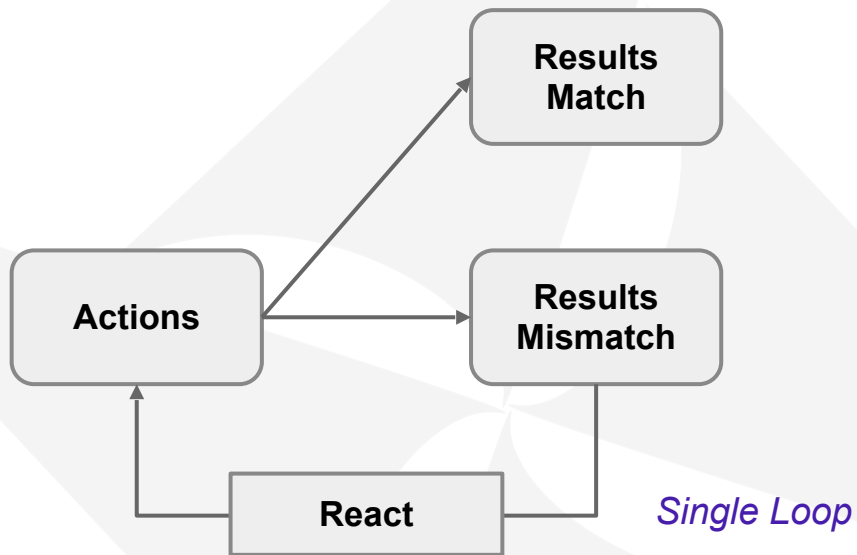 Results
Match
Actions
Results
Mismatch
React
Single Loop